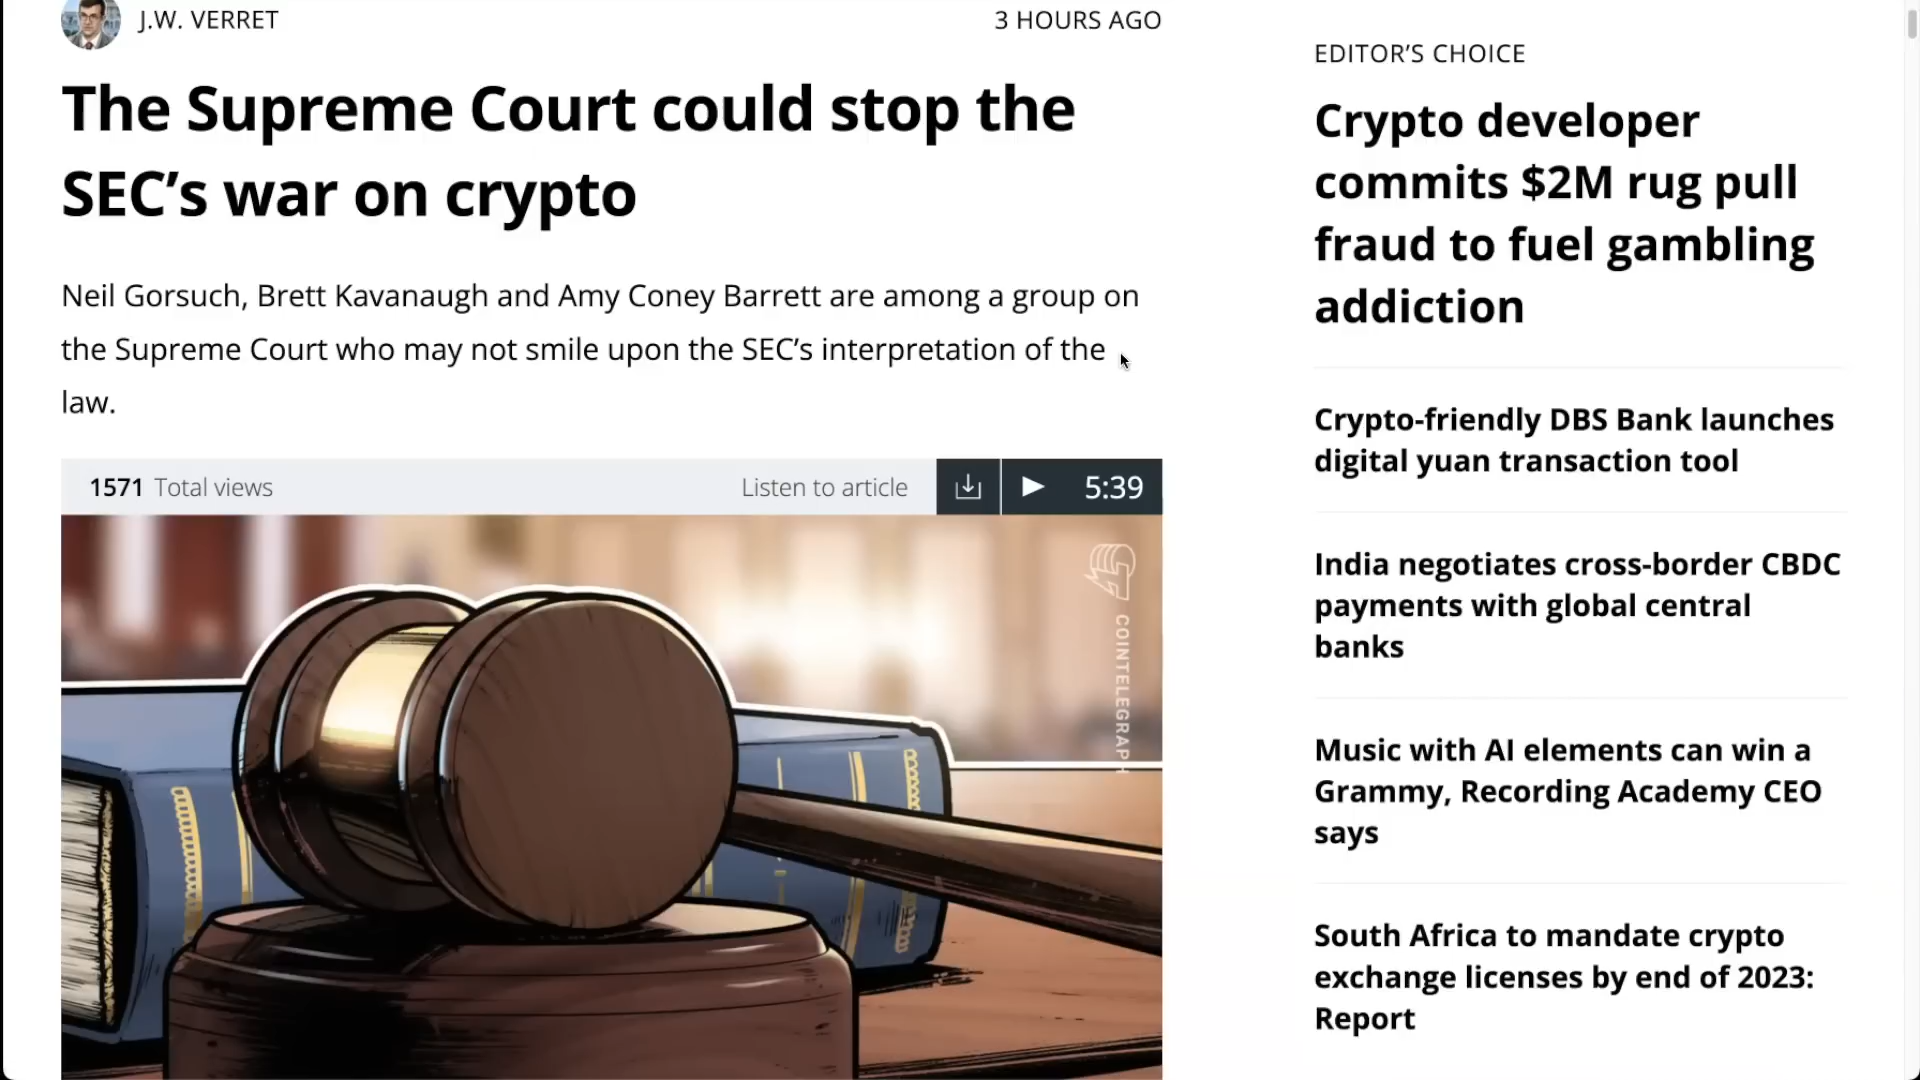 J.W. VERRET
3 HOURS AGO
The Supreme Court could stop the
SEC’s war on crypto
Neil Gorsuch, Brett Kavanaugh and Amy Coney Barrett are among a group on
the Supreme Court who may not smile upon the SEC’s interpretation of the
law.
1571 Total views
Listen to article
5:39
COINTELEGRAPH
EDITOR’S CHOICE
Crypto developer
commits $2M rug pull
fraud to fuel gambling
addiction
Crypto-friendly DBS Bank launches
digital yuan transaction tool
India negotiates cross-border CBDC
payments with global central
banks
Music with AI elements can win a
Grammy, Recording Academy CEO
says
South Africa to mandate crypto
exchange licenses by end of 2023:
Report